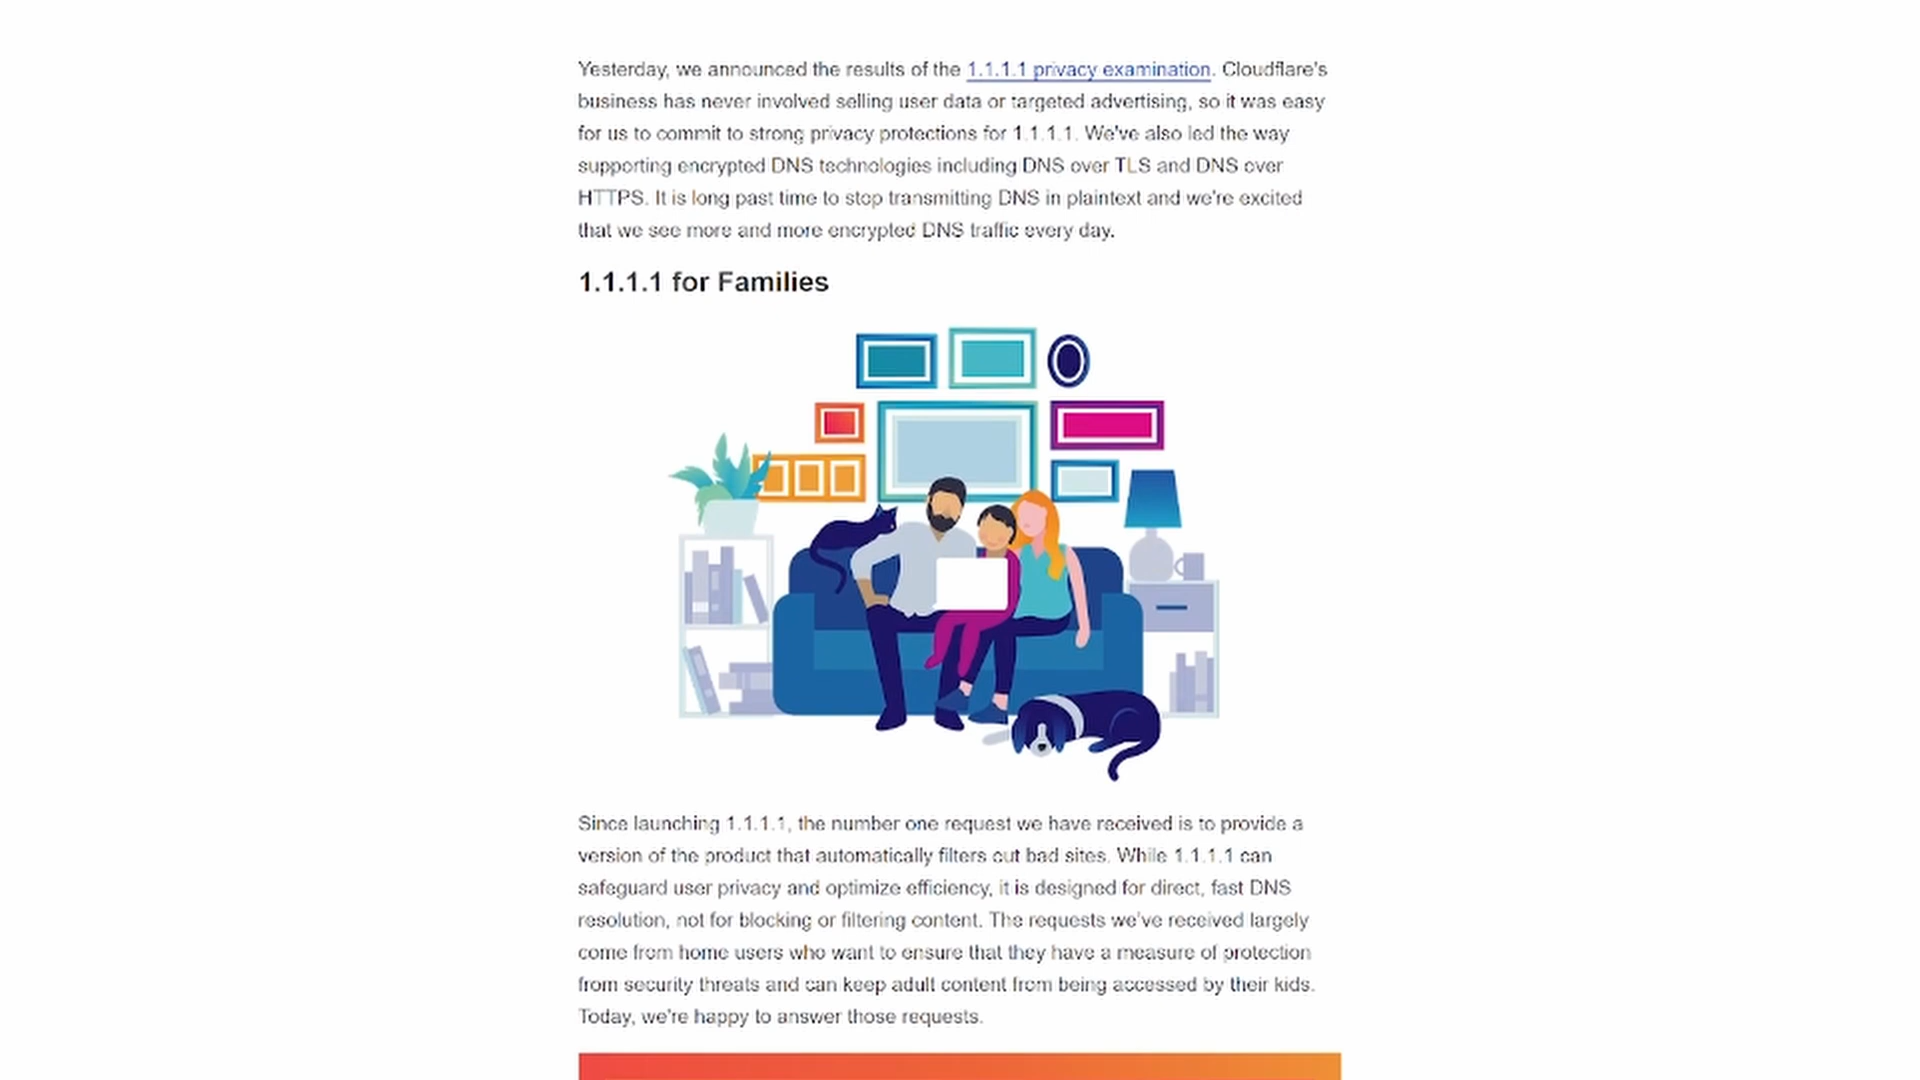 Yesterday, we announced the results of the 1.1.1.1 privacy examination. Cloudflare's
business has never involved selling user data or targeted advertising, so it was easy
for us to commit to strong privacy protections for 1.1.1.1. We've also led the way
supporting encrypted DNS technologies including DNS over TLS and DNS over
HTTPS. It is long past time to stop transmitting DNS in plaintext and we're excited
that we see more and more encrypted DNS traffic every day.
1.1.1.1 for Families
Since launching 1.1.1.1, the number one request we have received is to provide a
version of the product that automatically filters out bad sites. While 1.1.1.1 can
safeguard user privacy and optimize efficiency, it is designed for direct, fast DNS
resolution, not for blocking or filtering content. The requests we've received largely
come from home users who want to ensure that they have a measure of protection
from security threats and can keep adult content from being accessed by their kids.
Today, we're happy to answer those requests.